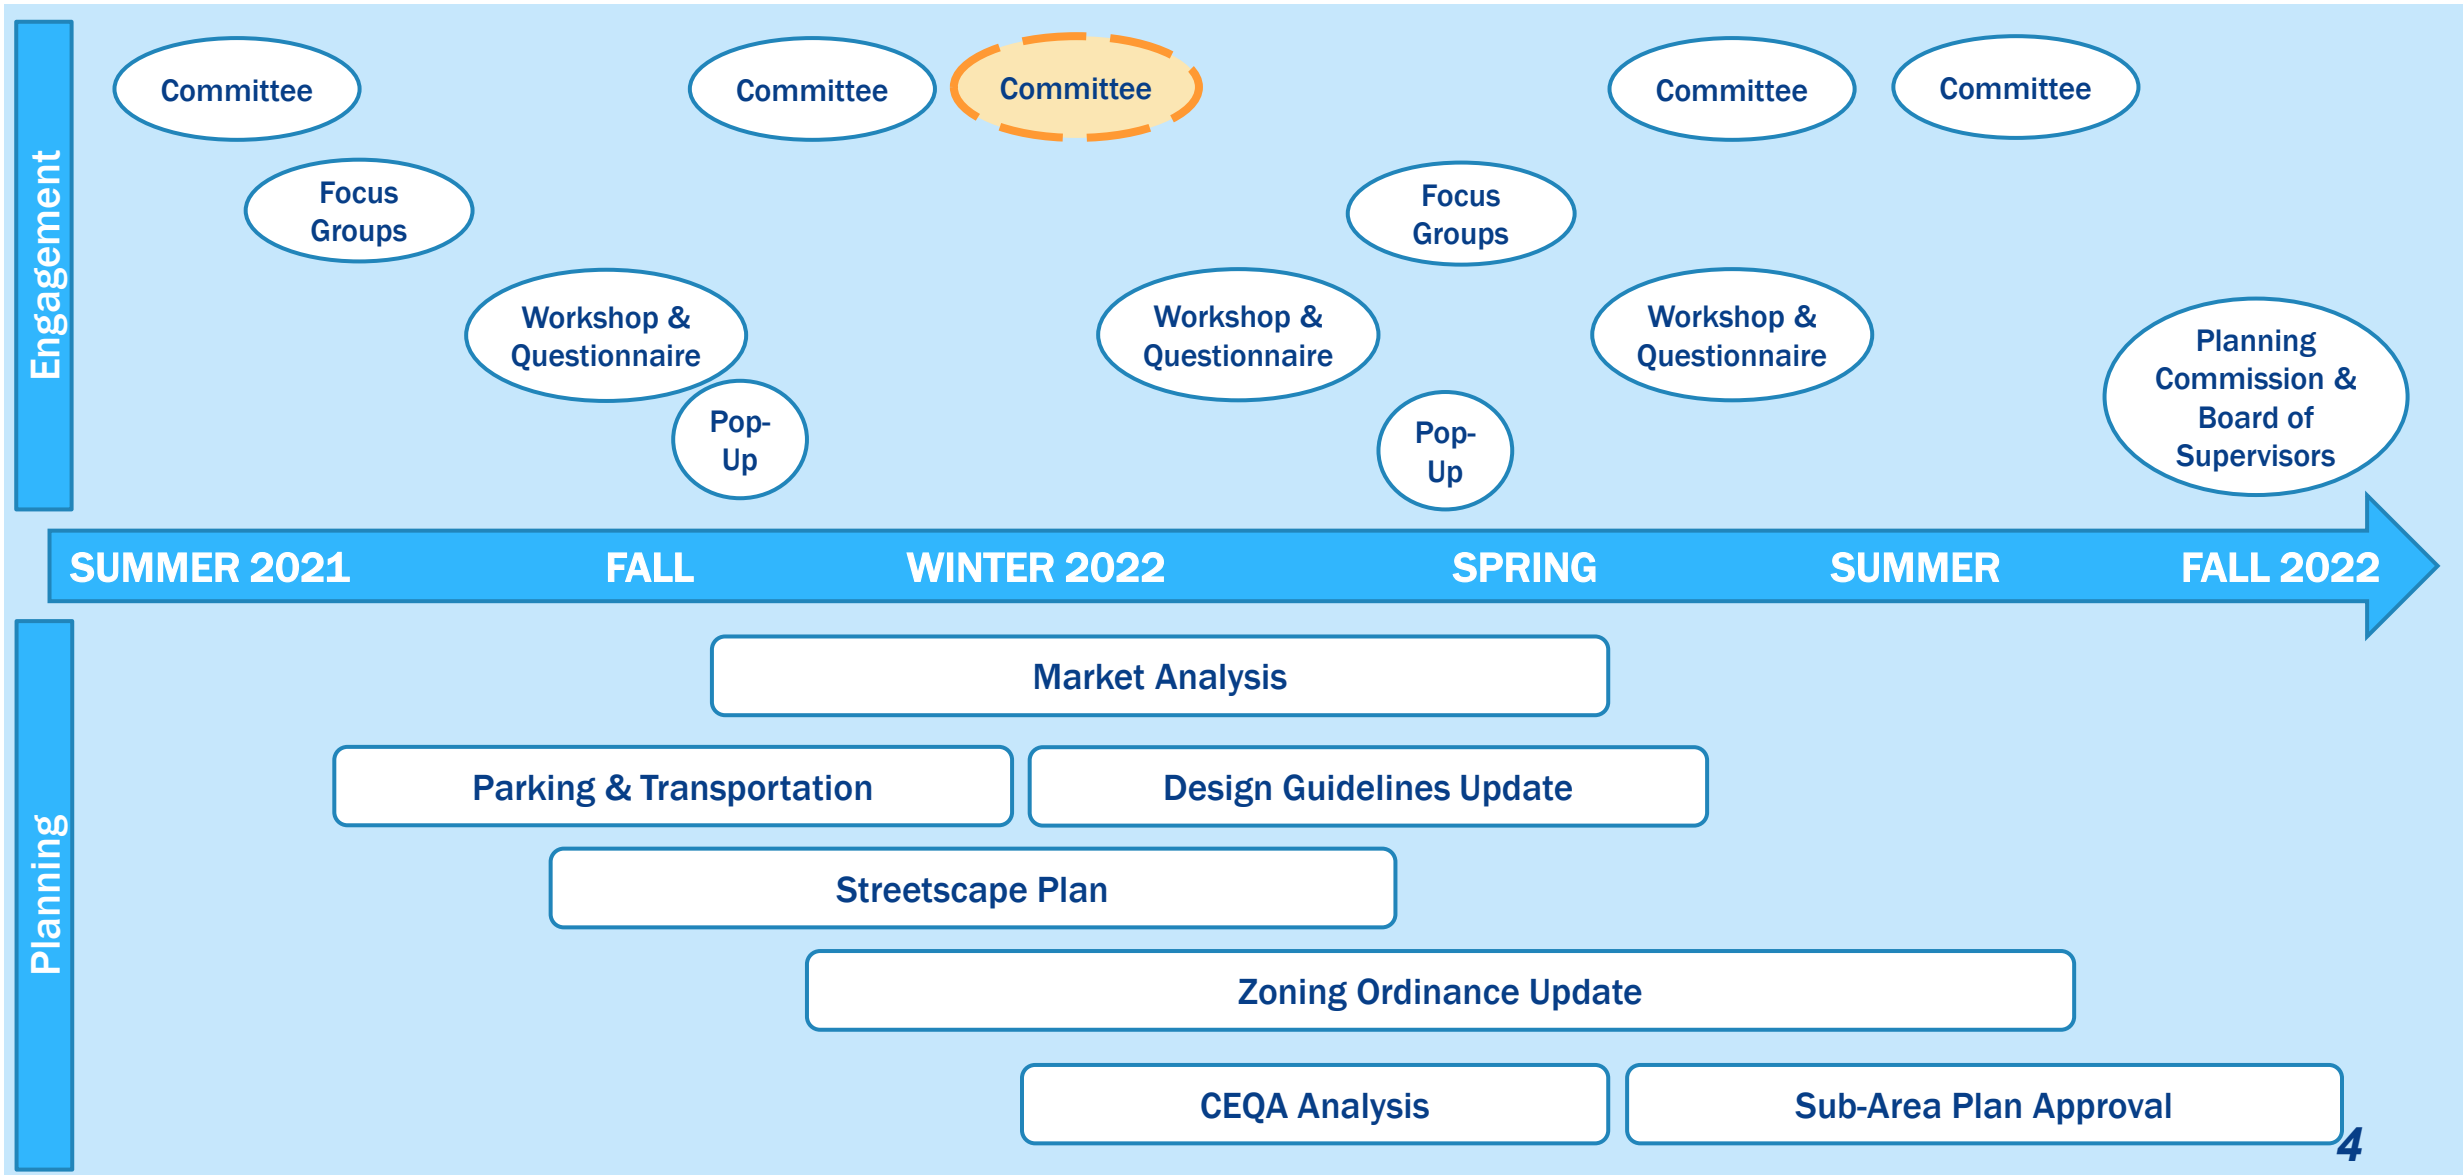 Engagement
Committee
Committee
Committee
Committee
Committee
Focus
Groups
Focus
Groups
Workshop &
Questionnaire
Workshop &
Questionnaire
Workshop &
Questionnaire
Pop-
Up
Pop-
Up
Planning
Commission &
Board of
Supervisors
SUMMER 2021 FALL WINTER 2022 SPRING SUMMER FALL 2022
Planning
Market Analysis
Parking & Transportation
Design Guidelines Update
Streetscape Plan
Zoning Ordinance Update
CEQA Analysis
Sub-Area Plan Approval
4